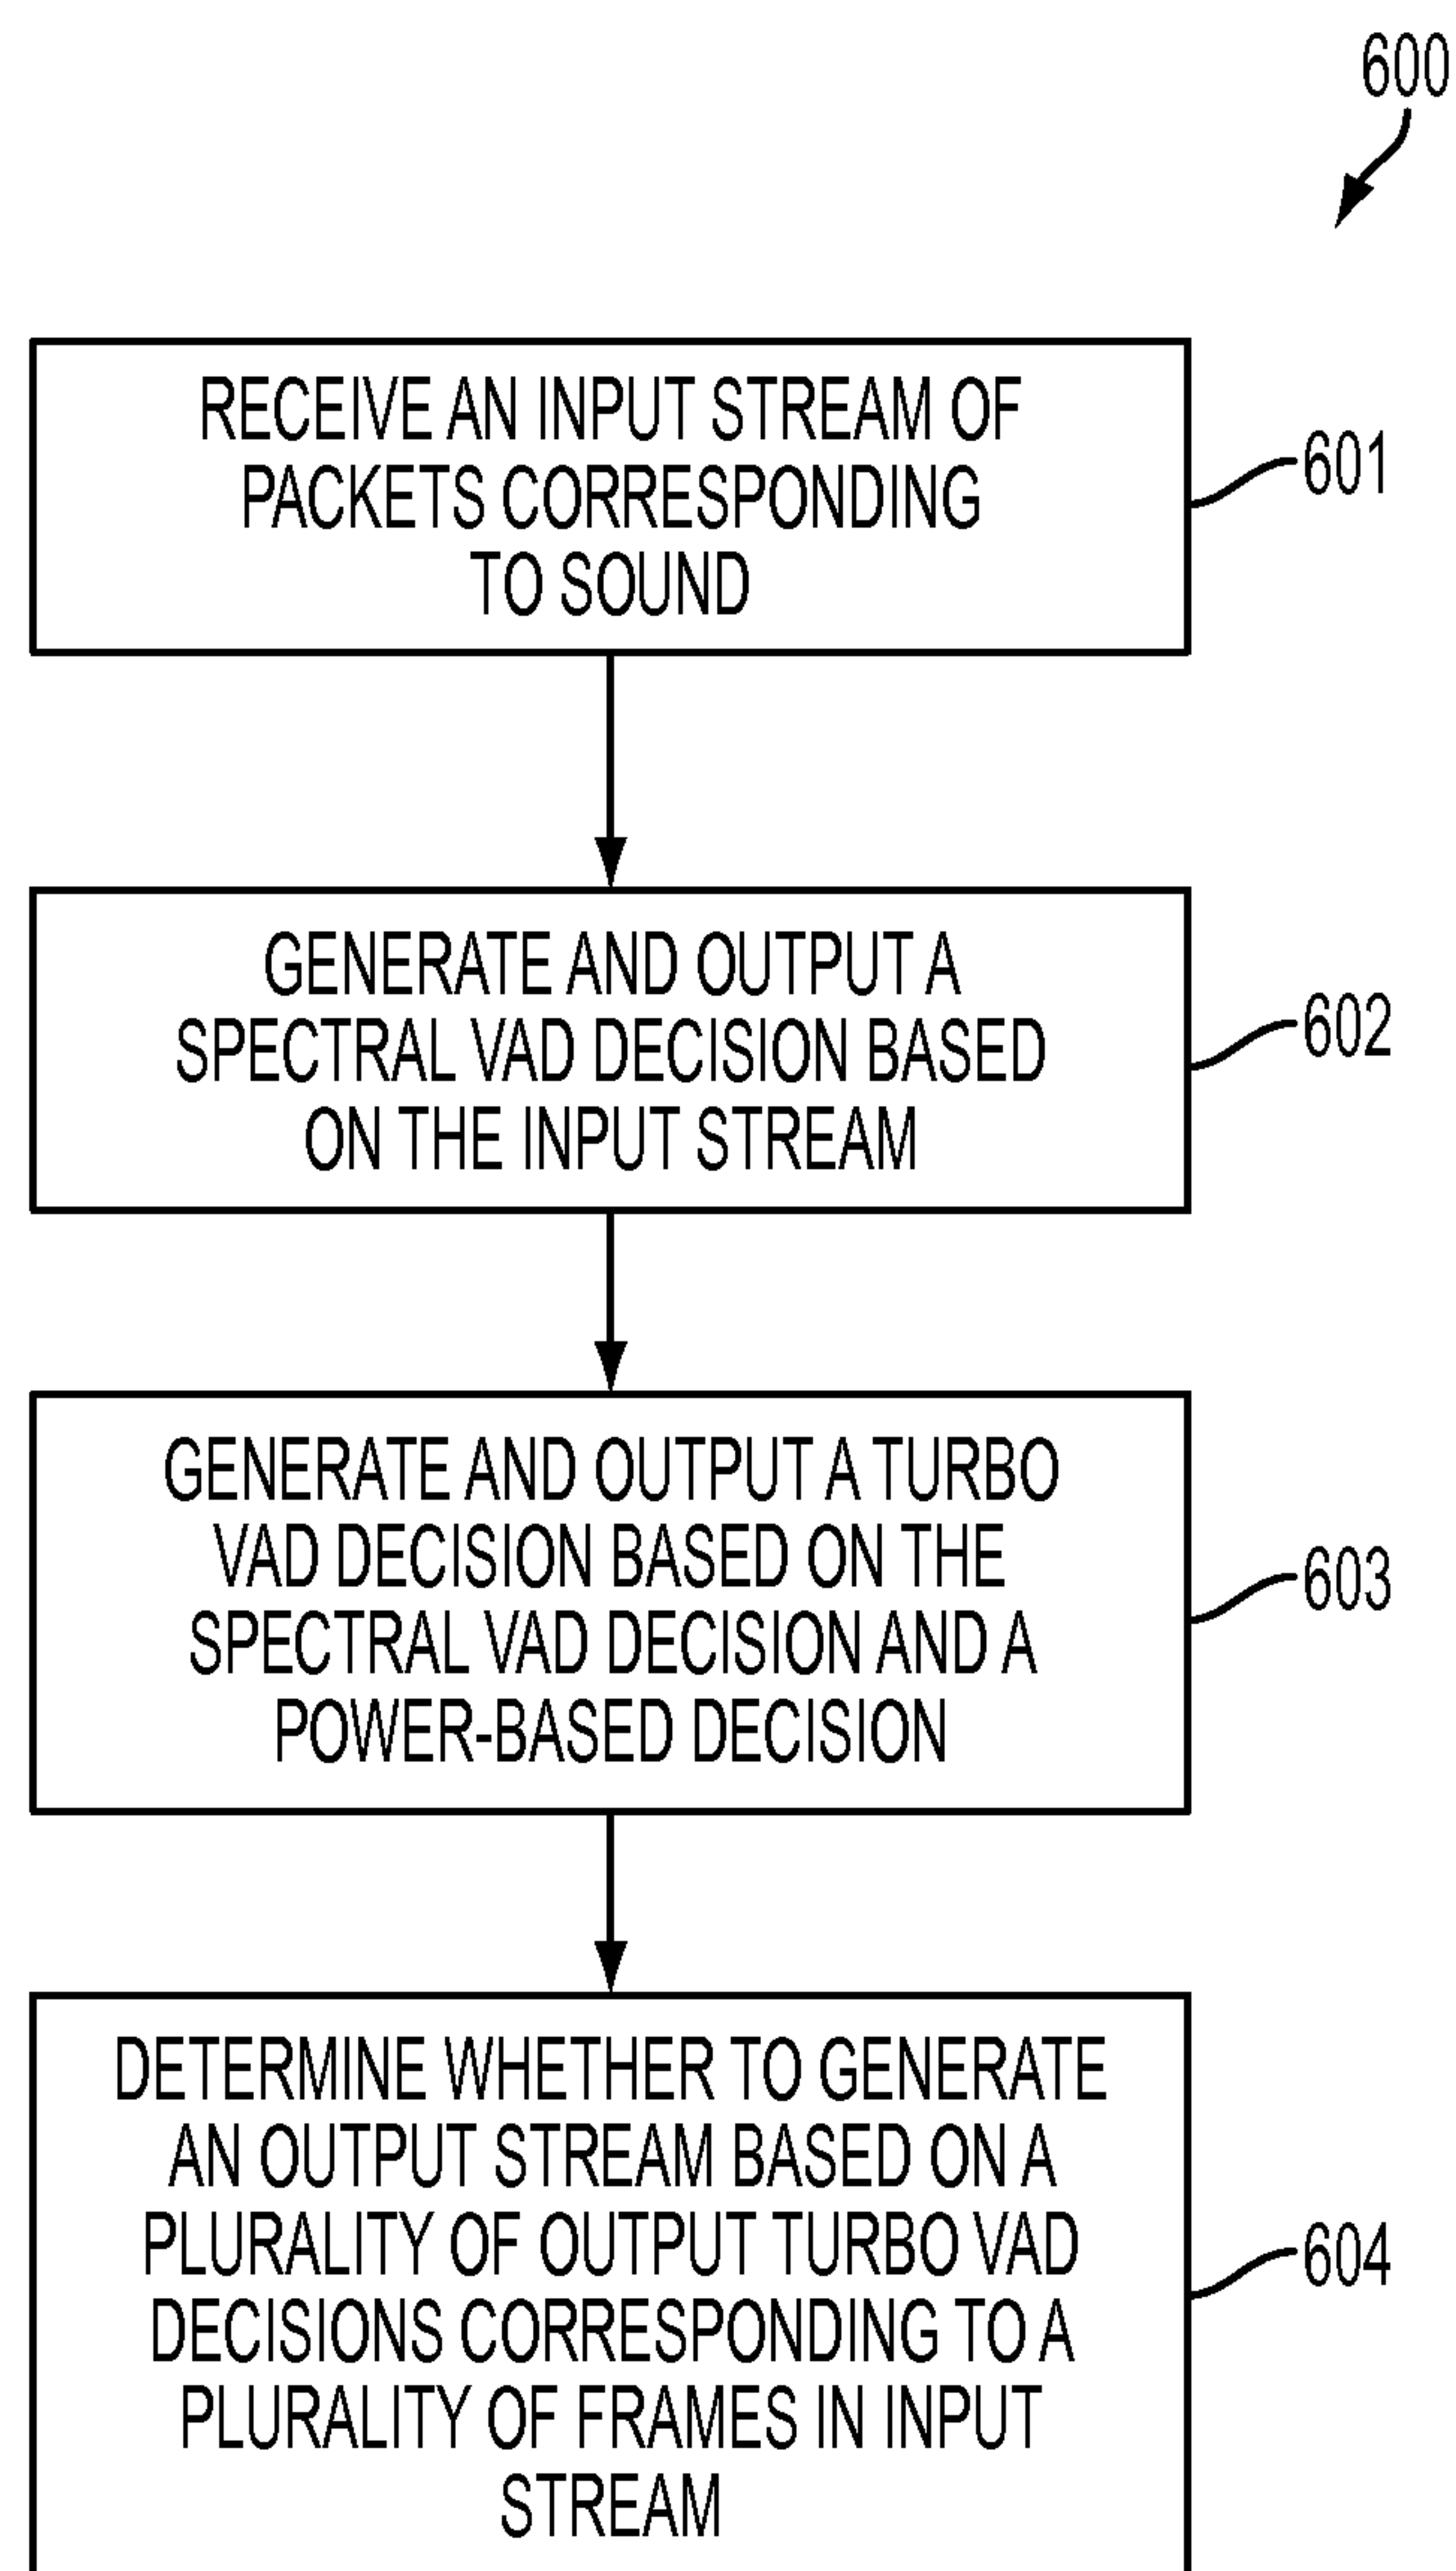 600
RECEIVE AN INPUT STREAM OF
PACKETS CORRESPONDING
TO SOUND
601
GENERATE AND OUTPUT A
SPECTRAL VAD DECISION BASED
ON THE INPUT STREAM
602
GENERATE AND OUTPUT A TURBO
VAD DECISION BASED ON THE
SPECTRAL VAD DECISION AND A
POWER-BASED DECISION
603
DETERMINE WHETHER TO GENERATE
AN OUTPUT STREAM BASED ON A
PLURALITY OF OUTPUT TURBO VAD
DECISIONS CORRESPONDING TO A
PLURALITY OF FRAMES IN INPUT
STREAM
604